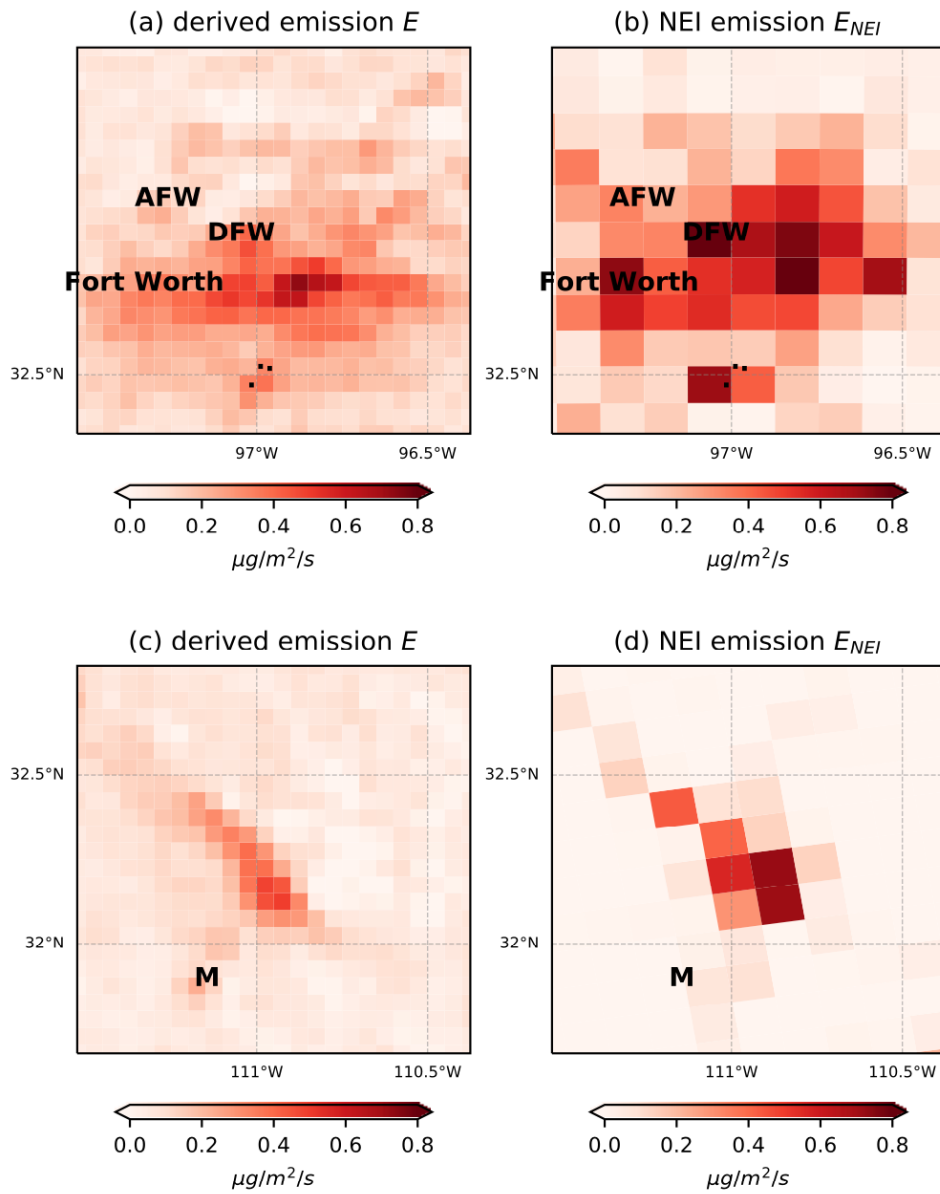 (a) derived emission E
(b) NEI emission E_NEI
AFW
DFW
Fort Worth
AFW
DFW
Fort Worth
32.5°N
97°W 96.5°W
97°W 96.5°W
0.0 0.2 0.4 0.6 0.8
0.0 0.2 0.4 0.6 0.8
μg/m²/s
μg/m²/s
(c) derived emission E
(d) NEI emission E_NEI
32.5°N
32°N
M
32.5°N
32°N
M
111°W 110.5°W
111°W 110.5°W
0.0 0.2 0.4 0.6 0.8
0.0 0.2 0.4 0.6 0.8
μg/m²/s
μg/m²/s